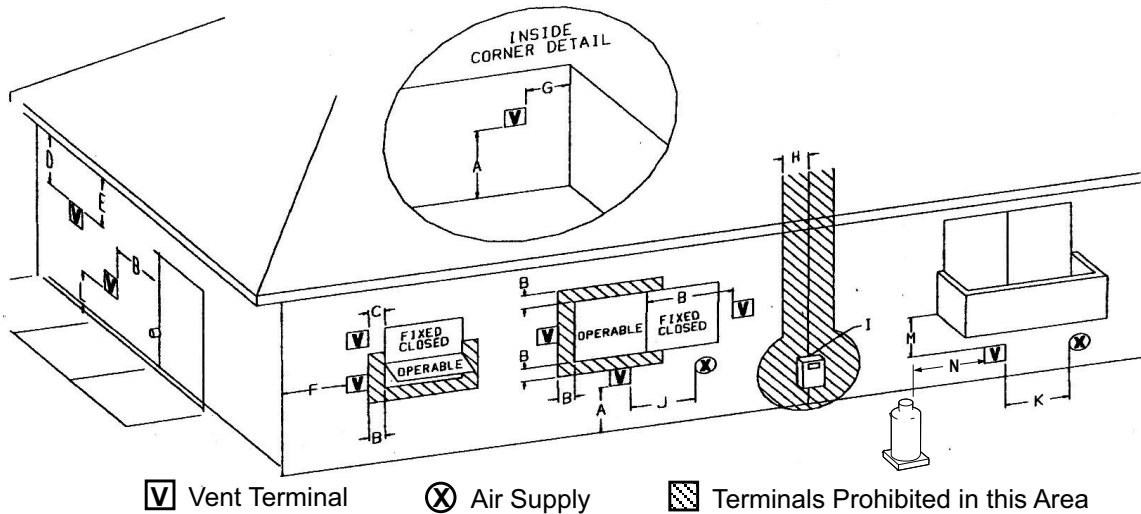 INSIDE
CORNER DETAIL
G
V
A
H
D
E
V
B
V
C
V
FIXED
CLOSED
OPERABLE
F
V
B
B
B
V
OPERABLE
FIXED
CLOSED
V
B
B
V
X
J
A
I
M
V
X
N
K
V Vent Terminal
X Air Supply
Terminals Prohibited in this Area